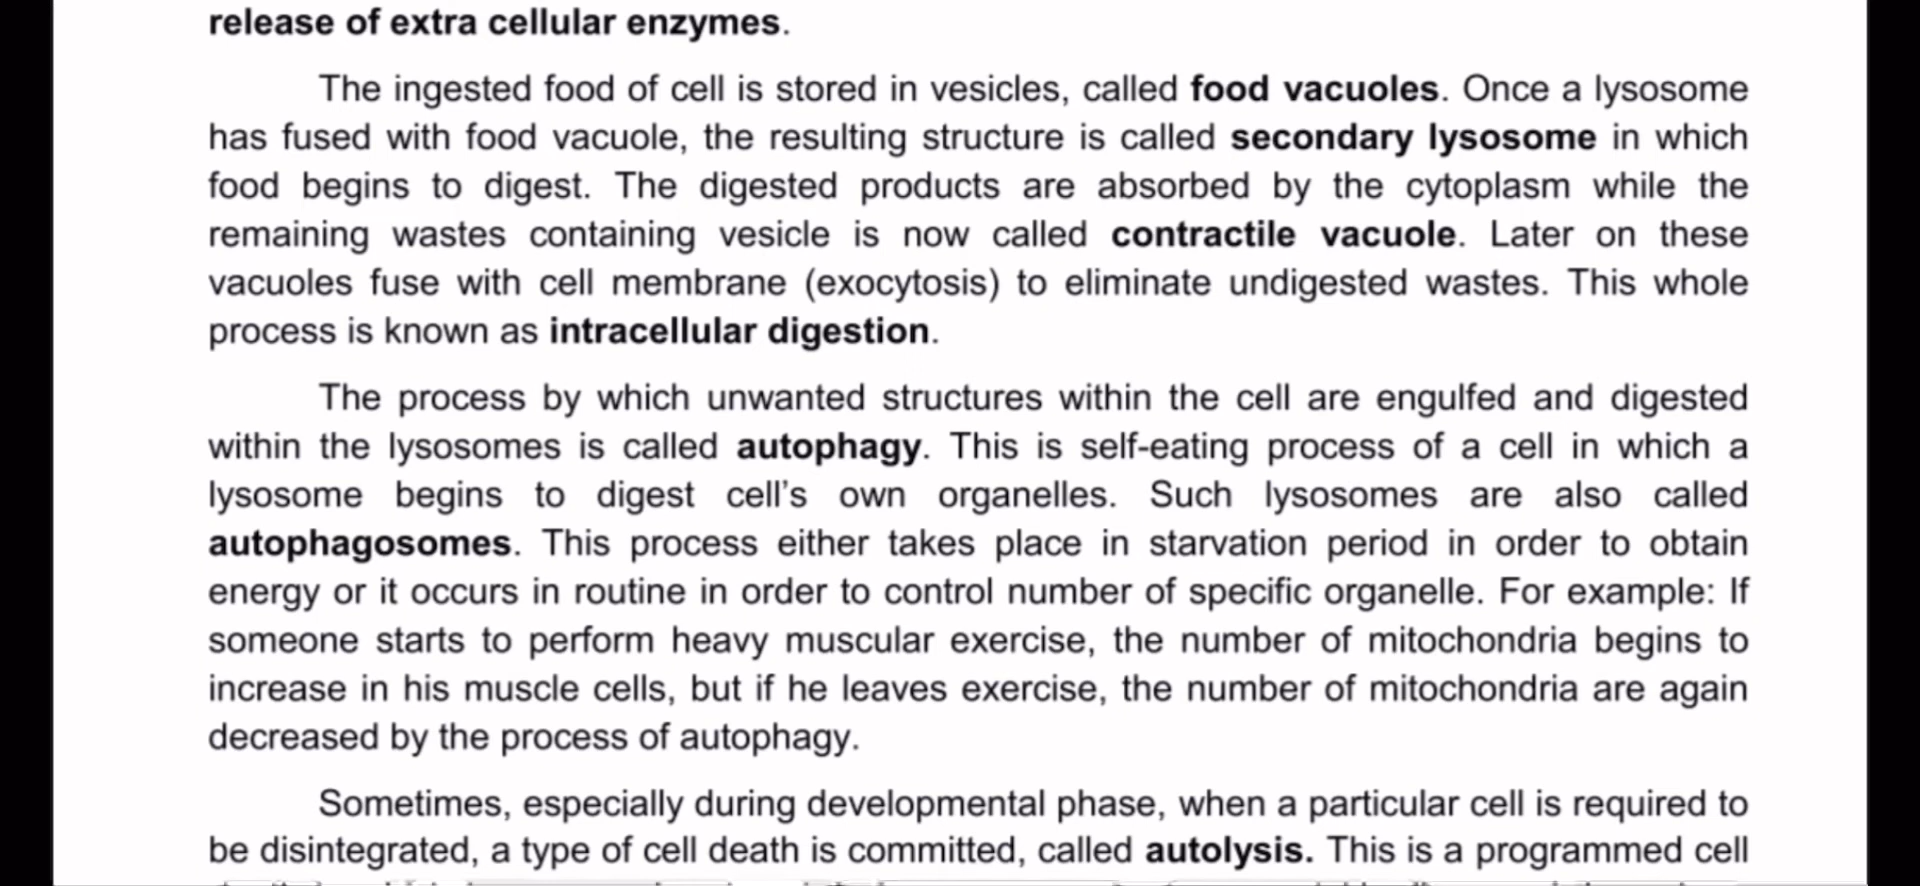 release of extra cellular enzymes.
The ingested food of cell is stored in vesicles, called food vacuoles. Once a lysosome
has fused with food vacuole, the resulting structure is called secondary lysosome in which
food begins to digest. The digested products are absorbed by the cytoplasm while the
remaining wastes containing vesicle is now called contractile vacuole. Later on these
vacuoles fuse with cell membrane (exocytosis) to eliminate undigested wastes. This whole
process is known as intracellular digestion.
The process by which unwanted structures within the cell are engulfed and digested
within the lysosomes is called autophagy. This is self-eating process of a cell in which a
lysosome begins to digest cell’s own organelles. Such lysosomes are also called
autophagosomes. This process either takes place in starvation period in order to obtain
energy or it occurs in routine in order to control number of specific organelle. For example: If
someone starts to perform heavy muscular exercise, the number of mitochondria begins to
increase in his muscle cells, but if he leaves exercise, the number of mitochondria are again
decreased by the process of autophagy.
Sometimes, especially during developmental phase, when a particular cell is required to
be disintegrated, a type of cell death is committed, called autolysis. This is a programmed cell